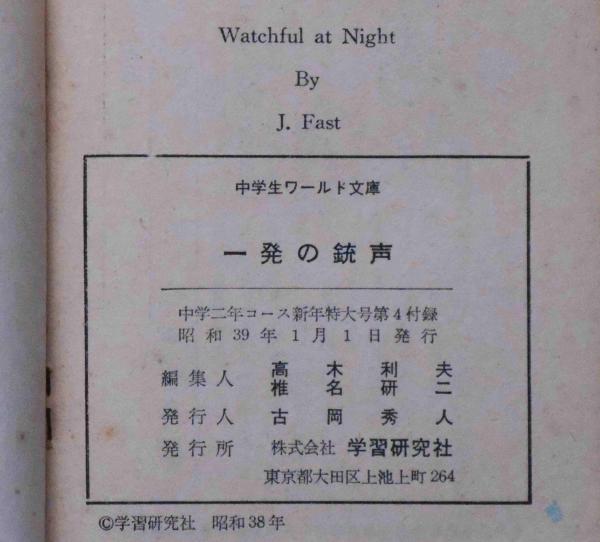 Watchful at Night
By
J. Fast
中学生ワールド文庫
一発の銃声
中学二年コース新年特大号第4付録
昭和39年1月1日発行
編集人 高木利夫
椎名研二
発行人 古岡秀人
発行所 株式会社 学習研究社
東京都大田区上池上町264
©学習研究社 昭和38年